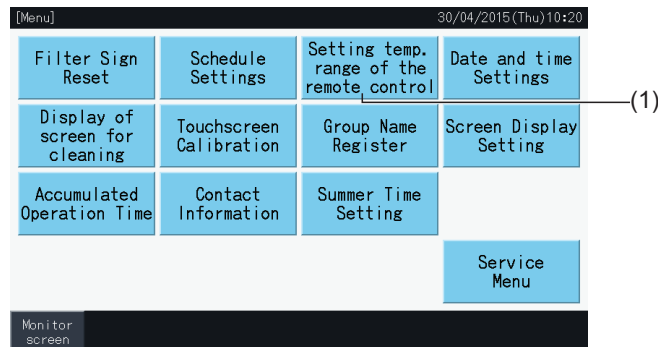 [Menu] 30/04/2015(Thu)10:20
Filter Sign
Reset
Schedule
Settings
Setting temp.
range of the
remote control
Date and time
Settings
(1)
Display of
screen for
cleaning
Touchscreen
Calibration
Group Name
Register
Screen Display
Setting
Accumulated
Operation Time
Contact
Information
Summer Time
Setting
Service
Menu
Monitor
screen